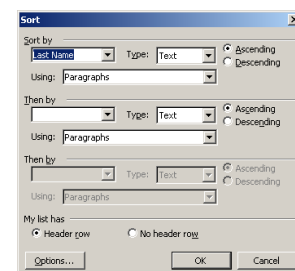 Sort
Sort by
Last Name Type: Text Ascending
Descending
Using: Paragraphs
Then by
Type: Text Ascending
Descending
Using: Paragraphs
Then by
Type: Text Ascending
Descending
Using: Paragraphs
My list has
Header row No header row
Options... OK Cancel